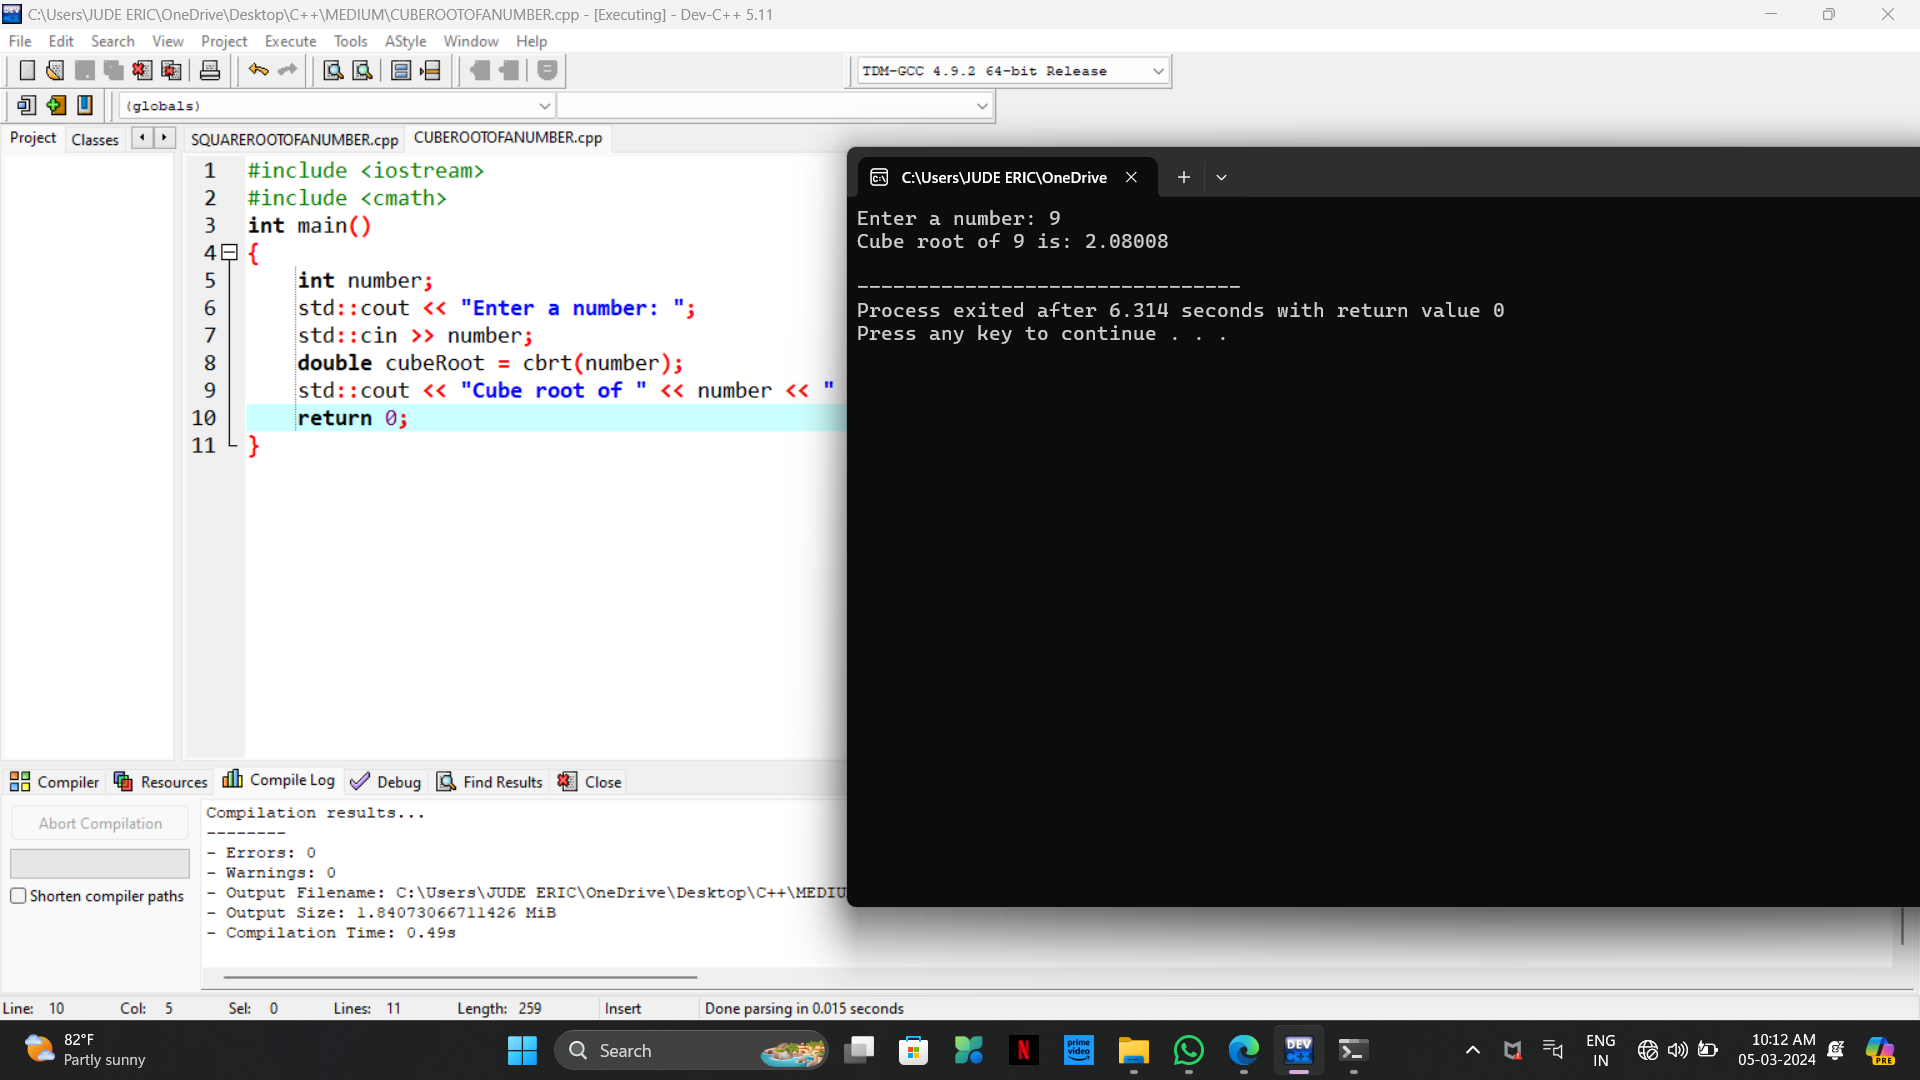 C:\Users\JUDE ERIC\OneDrive\Desktop\C++\MEDIUM\CUBEROOTOFANUMBER.cpp - [Executing] - Dev-C++ 5.11
File Edit Search View Project Execute Tools AStyle Window Help
TDM-GCC 4.9.2 64-bit Release
(globals)
Project Classes SQUAREROOTOFANUMBER.cpp CUBEROOTOFANUMBER.cpp
1 #include <iostream>
2 #include <cmath>
3 int main()
4 {
5 int number;
6 std::cout << "Enter a number: ";
7 std::cin >> number;
8 double cubeRoot = cbrt(number);
9 std::cout << "Cube root of " << number << "
10 return 0;
11 }
C:\Users\JUDE ERIC\OneDrive
Enter a number: 9
Cube root of 9 is: 2.08008
--------------------------------
Process exited after 6.314 seconds with return value 0
Press any key to continue . . .
Compiler Resources Compile Log Debug Find Results Close
Abort Compilation
Shorten compiler paths
Compilation results...
--------
- Errors: 0
- Warnings: 0
- Output Filename: C:\Users\JUDE ERIC\OneDrive\Desktop\C++\MEDIU
- Output Size: 1.84073066711426 MiB
- Compilation Time: 0.49s
Line: 10 Col: 5 Sel: 0 Lines: 11 Length: 259 Insert Done parsing in 0.015 seconds
82°F
Partly sunny
Search
N
prime video
DEV C++
ENG
IN
10:12 AM
05-03-2024
PRE